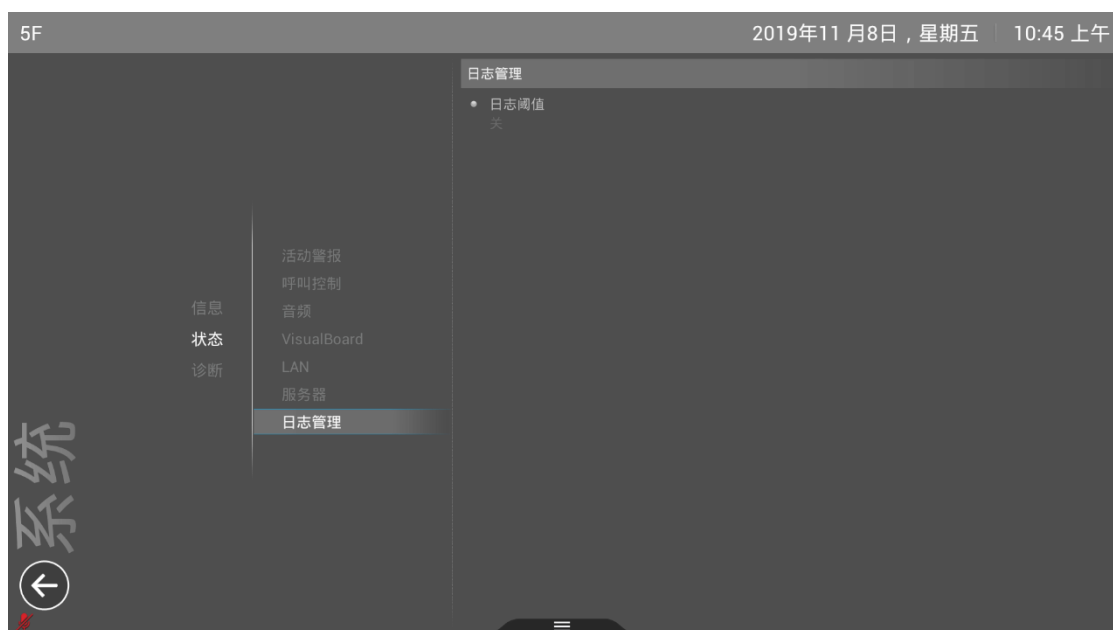 5F
2019年11 月8日，星期五
10:45 上午
日志管理
日志阈值
关
活动警报
呼叫控制
音频
VisualBoard
LAN
服务器
日志管理
信息
状态
诊断
系统